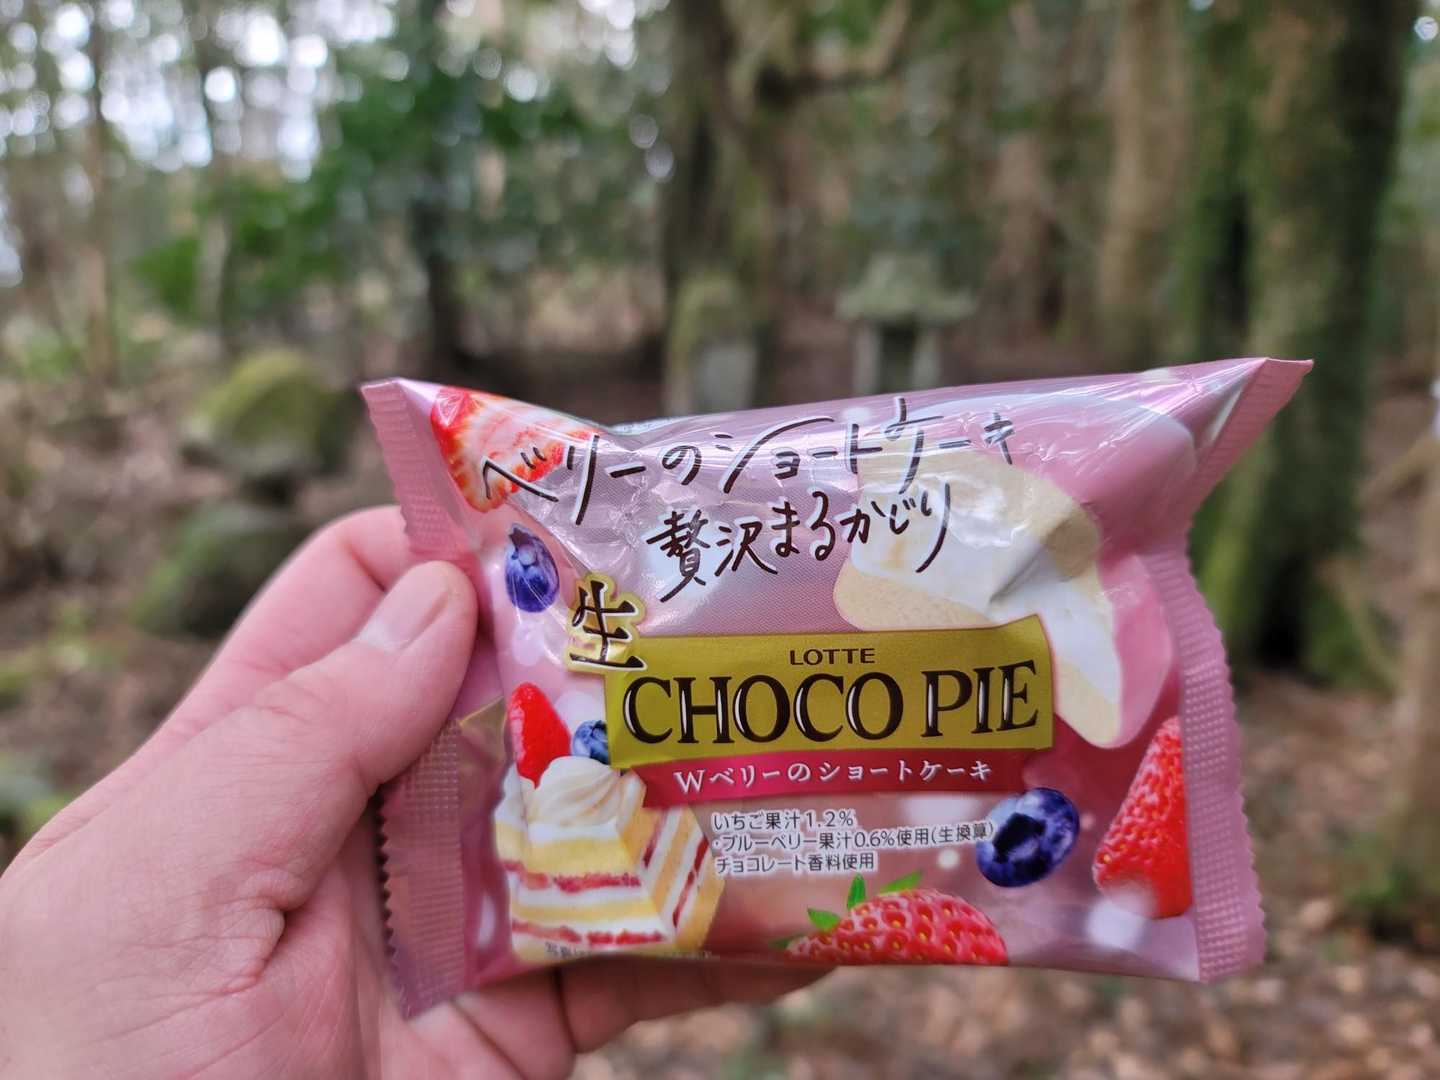 ベリーのショートケーキ
贅沢まるかじり
生
LOTTE
CHOCO PIE
Wベリーのショートケーキ
いちご果汁1.2%
・ブルーベリー果汁0.6%使用(生換算)
チョコレート香料使用